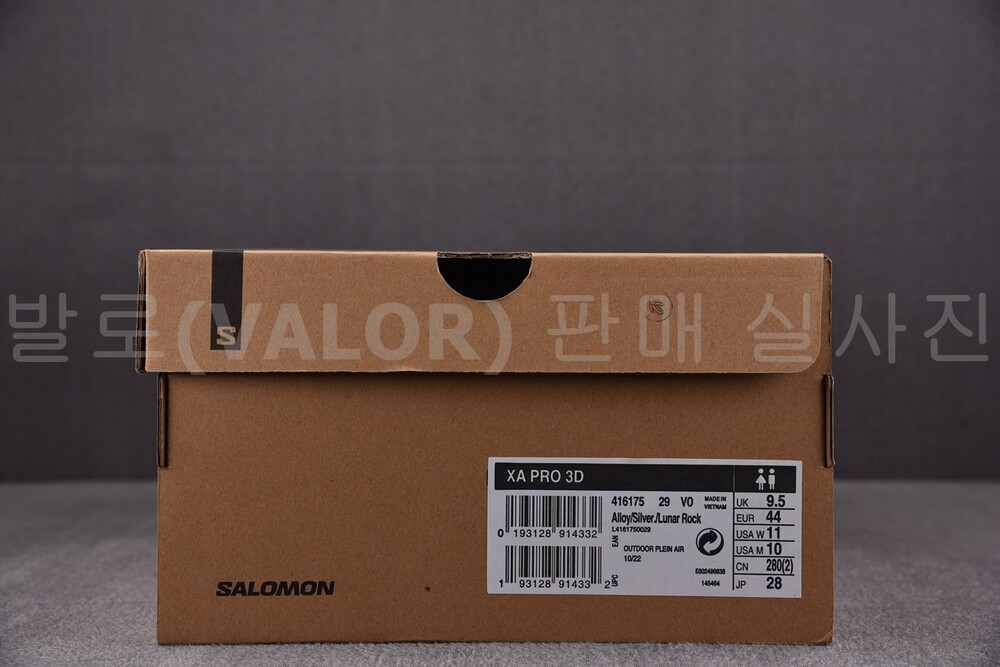 발로(VALOR) 판매 실사진
S
XA PRO 3D
416175 29 V0 MADE IN VIETNAM
Alloy/Silver./Lunar Rock
L4161750029
EAN
0 193128 914332
OUTDOOR PLEIN AIR
10/22
5302496638
145464
1 93128 91433 2
UPC
UK 9.5
EUR 44
USA W 11
USA M 10
CN 280(2)
JP 28
SALOMON